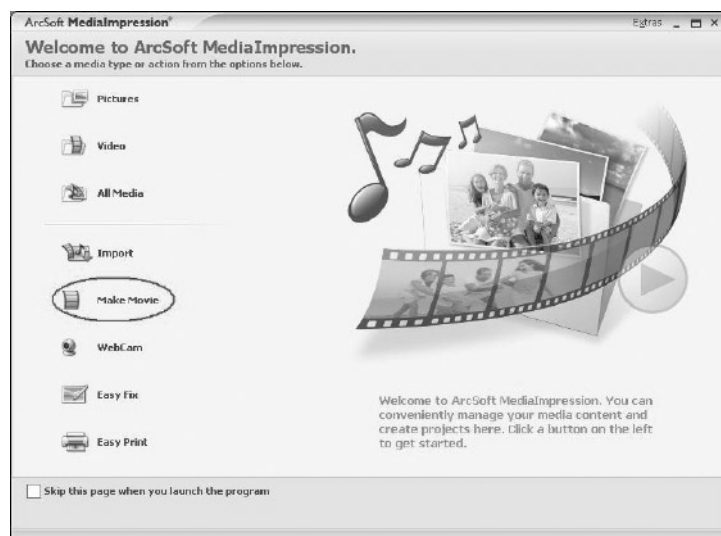 ArcSoft MediaImpression®
Extras
Welcome to ArcSoft MediaImpression.
Choose a media type or action from the options below.
Pictures
Video
All Media
Import
Make Movie
WebCam
Easy Fix
Easy Print
Welcome to ArcSoft MediaImpression. You can
conveniently manage your media content and
create projects here. Click a button on the left
to get started.
Skip this page when you launch the program